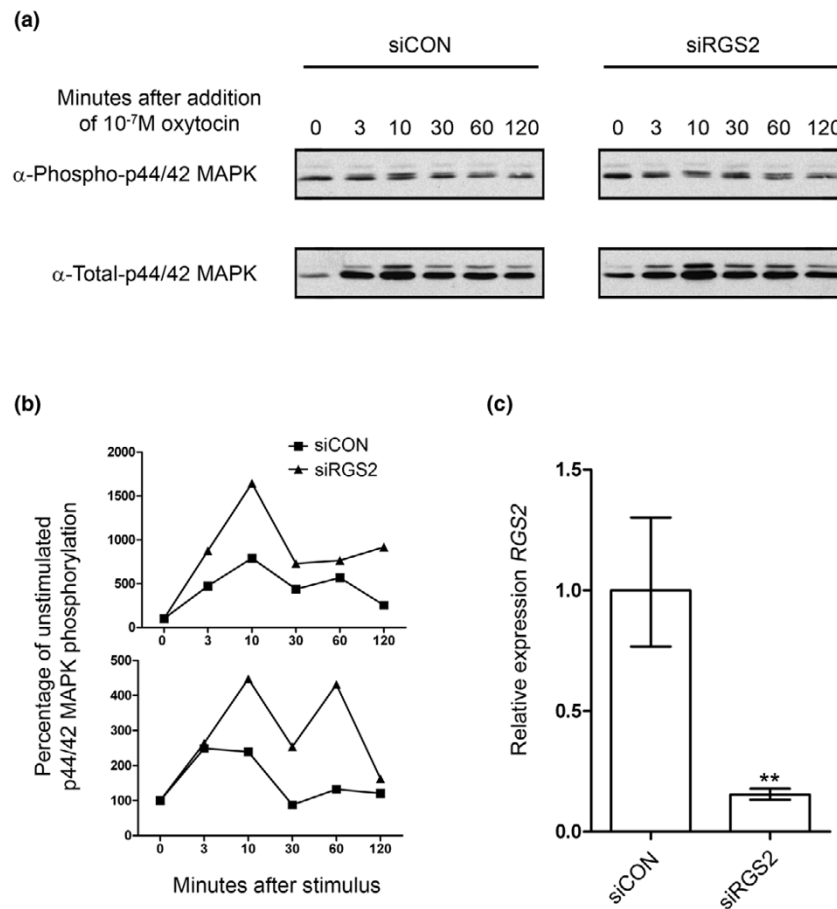 (a)
siCON siRGS2
Minutes after addition
of 10⁻⁷M oxytocin
0 3 10 30 60 120 0 3 10 30 60 120
α-Phospho-p44/42 MAPK
α-Total-p44/42 MAPK
(b)
Percentage of unstimulated
p44/42 MAPK phosphorylation
2000
1500
1000
500
0
siCON
siRGS2
0 3 10 30 60 120
500
400
300
200
100
0
0 3 10 30 60 120
Minutes after stimulus
(c)
Relative expression RGS2
1.5
1.0
0.5
0.0
**
siCON
siRGS2